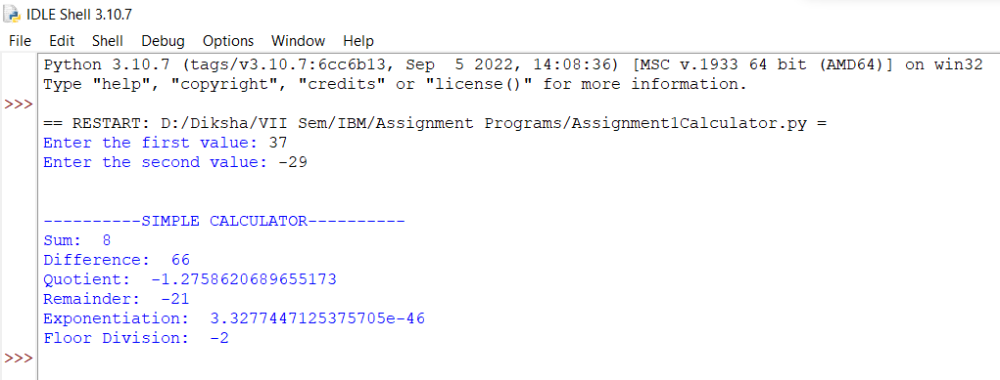 IDLE Shell 3.10.7
File Edit Shell Debug Options Window Help
Python 3.10.7 (tags/v3.10.7:6cc6b13, Sep  5 2022, 14:08:36) [MSC v.1933 64 bit (AMD64)] on win32
Type "help", "copyright", "credits" or "license()" for more information.
>>>
== RESTART: D:/Diksha/VII Sem/IBM/Assignment Programs/Assignment1Calculator.py =
Enter the first value: 37
Enter the second value: -29
----------SIMPLE CALCULATOR----------
Sum:  8
Difference:  66
Quotient:  -1.2758620689655173
Remainder:  -21
Exponentiation:  3.3277447125375705e-46
Floor Division:  -2
>>>